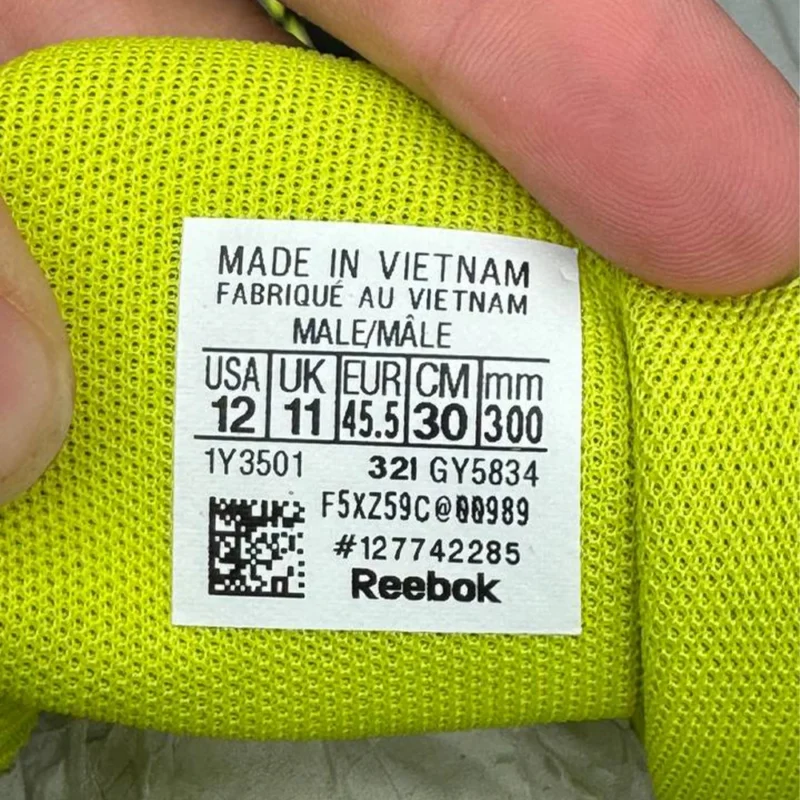 MADE IN VIETNAM
FABRIQUÉ AU VIETNAM
MALE/MÂLE
USA UK EUR CM mm
12 11 45.5 30 300
1Y3501 321 GY5834
F5XZ59C@00989
#127742285
Reebok